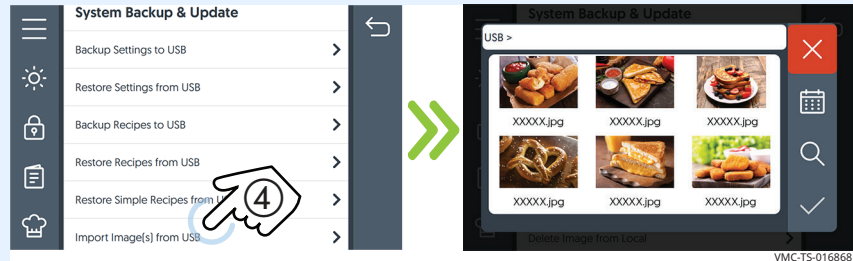 System Backup & Update
Backup Settings to USB
Restore Settings from USB
Backup Recipes to USB
Restore Recipes from USB
Restore Simple Recipes from U
Import Image(s) from USB
4
System Backup & Update
USB >
XXXXX.jpg XXXXX.jpg XXXXX.jpg
XXXXX.jpg XXXXX.jpg XXXXX.jpg
Delete Image from Local
VMC-TS-016868